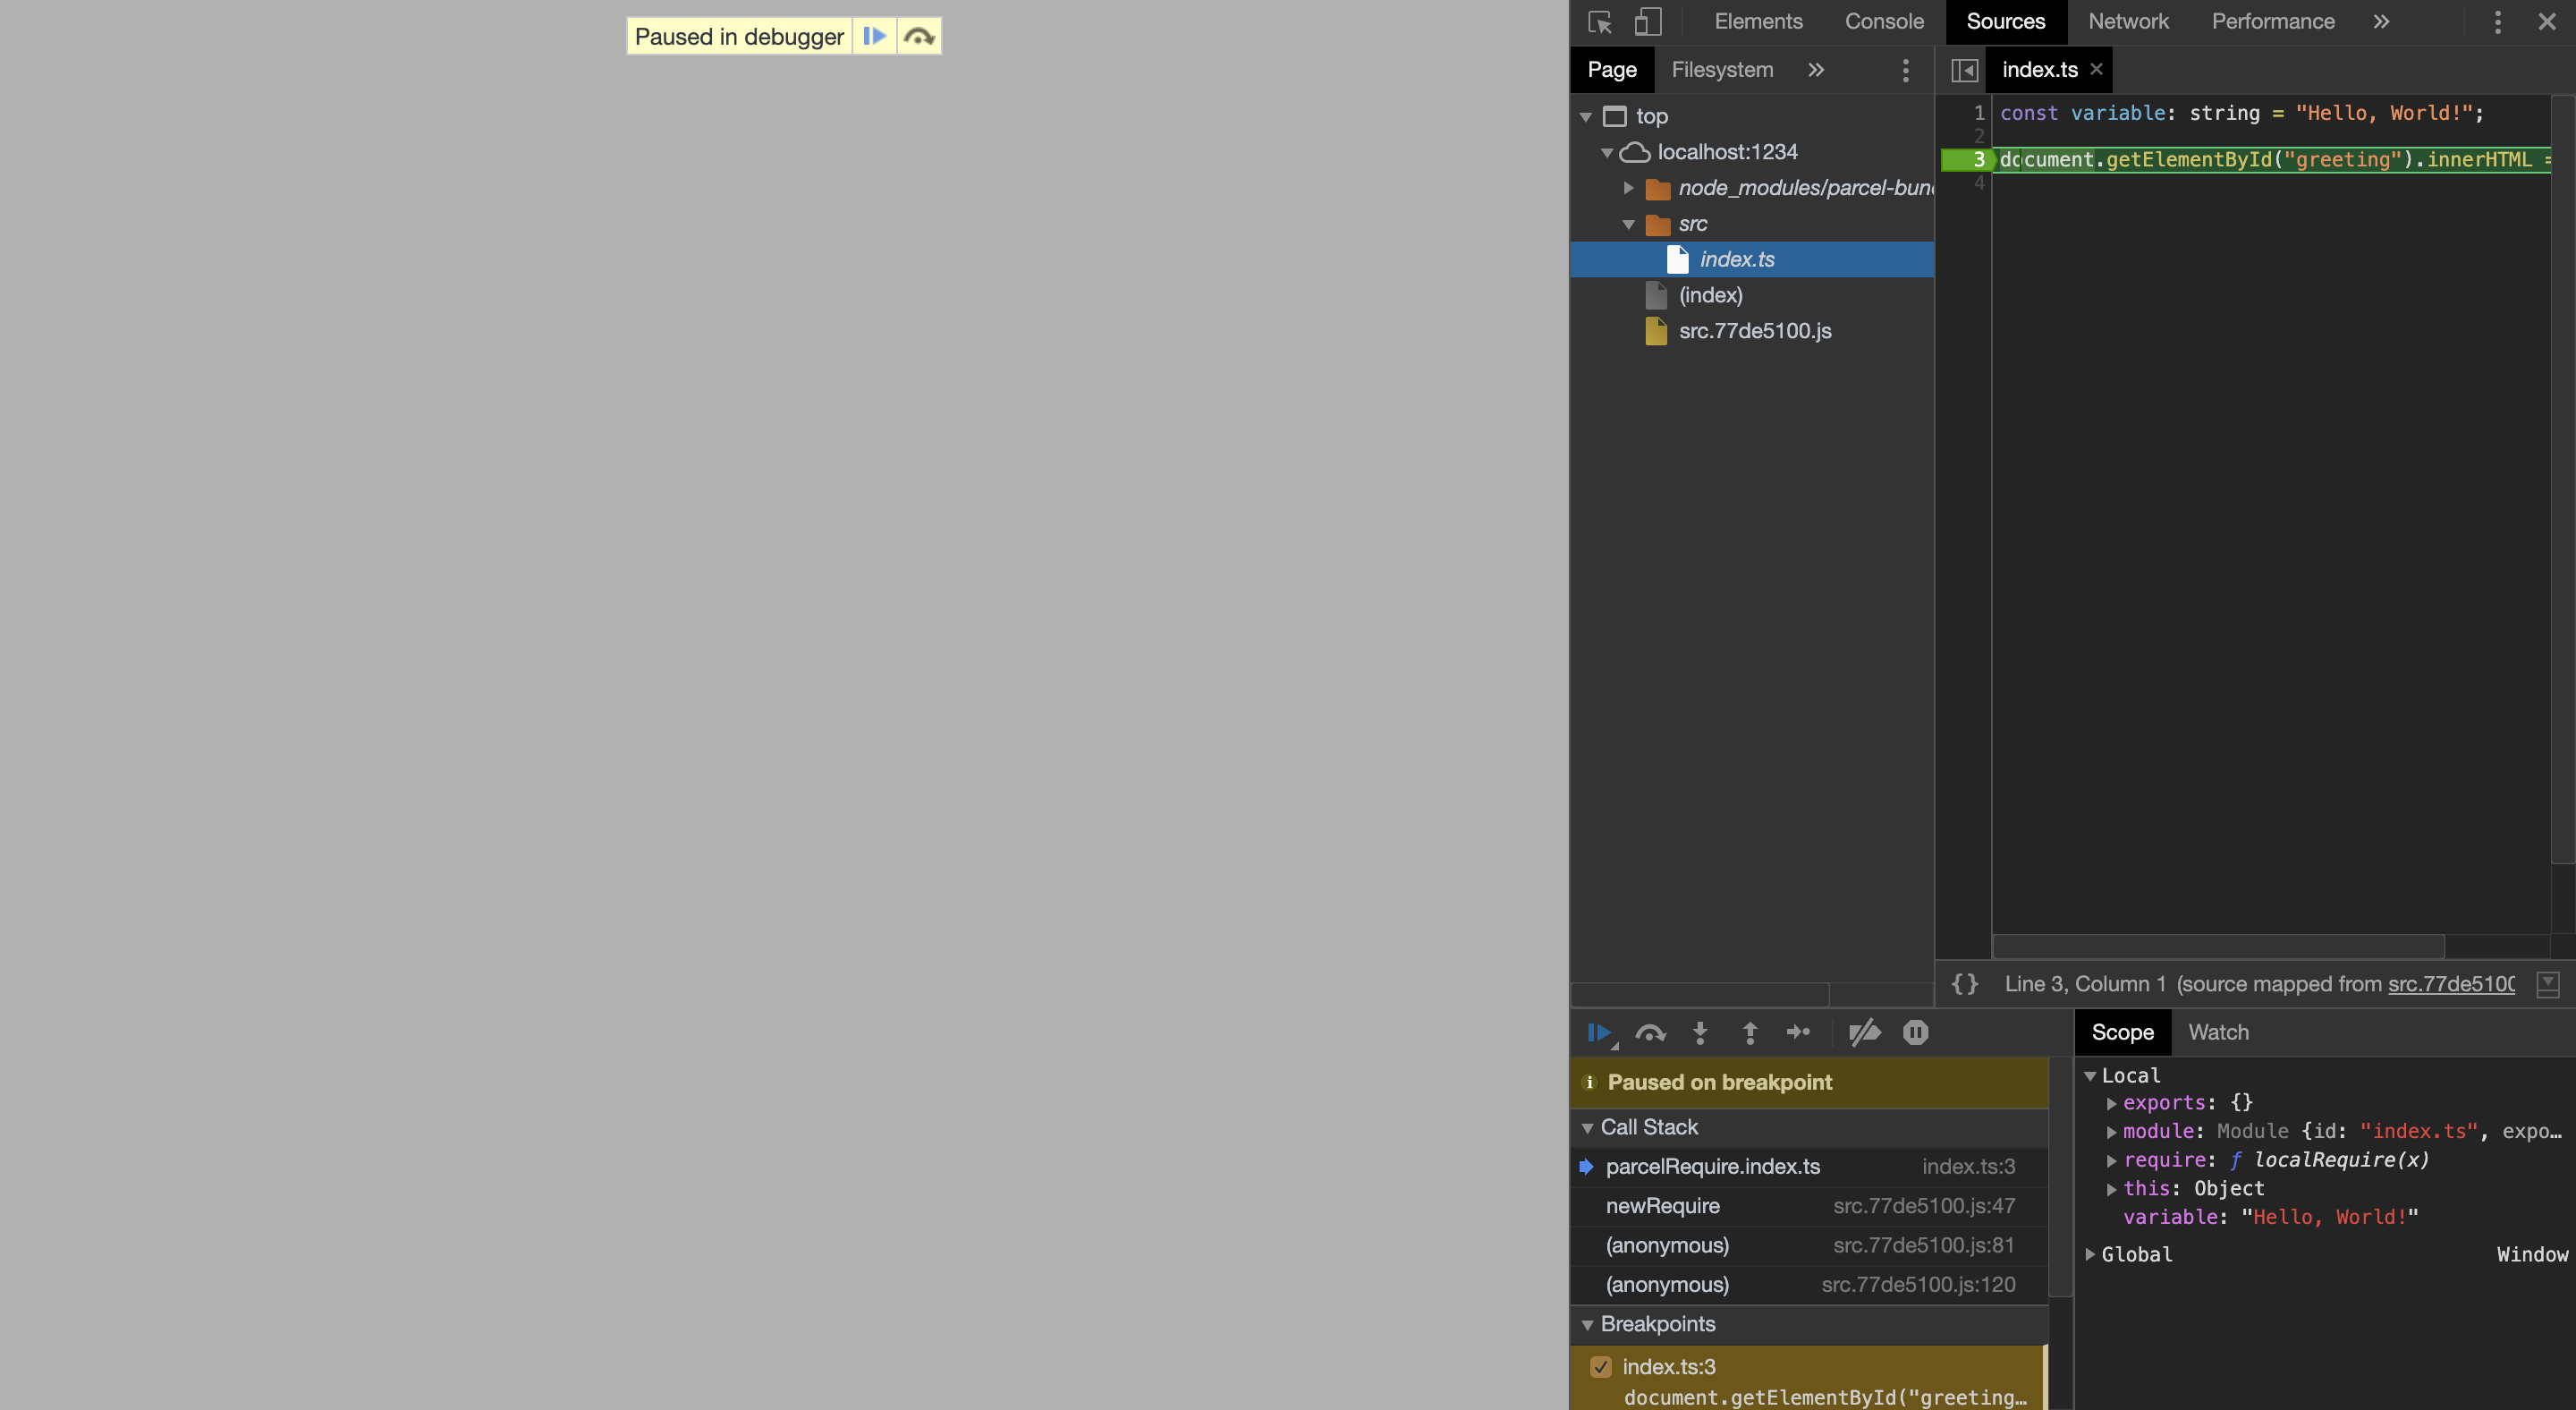 Paused in debugger
Elements Console Sources Network Performance
Page Filesystem
index.ts
top
localhost:1234
node_modules/parcel-bun
src
index.ts
(index)
src.77de5100.js
1 const variable: string = "Hello, World!";
2
3 document.getElementById("greeting").innerHTML =
4
{} Line 3, Column 1 (source mapped from src.77de5100
Paused on breakpoint
Call Stack
parcelRequire.index.ts index.ts:3
newRequire src.77de5100.js:47
(anonymous) src.77de5100.js:81
(anonymous) src.77de5100.js:120
Breakpoints
index.ts:3
document.getElementById("greeting…
Scope Watch
Local
exports: {}
module: Module {id: "index.ts", expo…
require: ƒ localRequire(x)
this: Object
variable: "Hello, World!"
Global Window